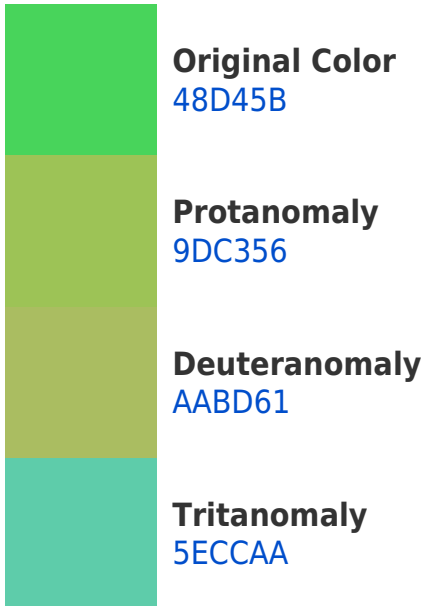 Original Color
48D45B
Protanomaly
9DC356
Deuteranomaly
AABD61
Tritanomaly
5ECCAA